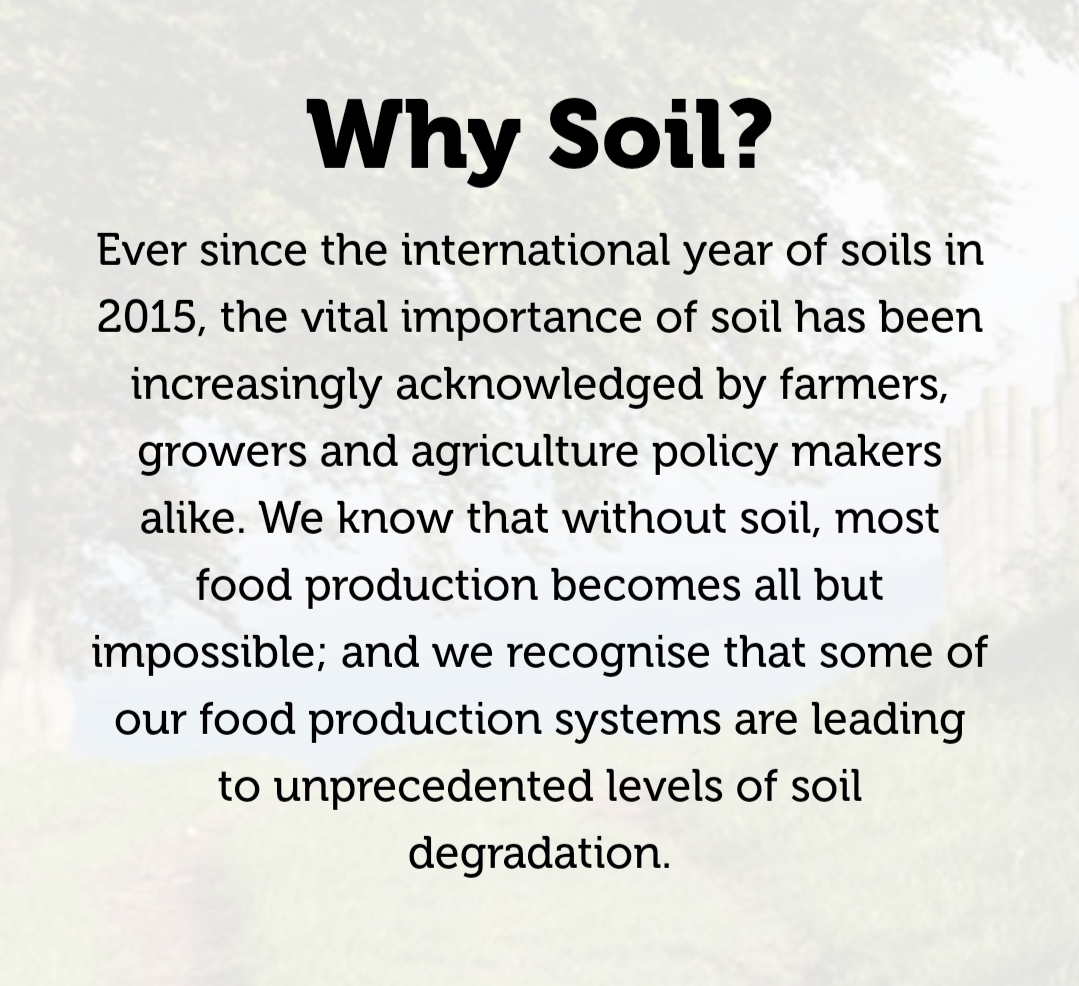 Why Soil?
Ever since the international year of soils in
2015, the vital importance of soil has been
increasingly acknowledged by farmers,
growers and agriculture policy makers
alike. We know that without soil, most
food production becomes all but
impossible; and we recognise that some of
our food production systems are leading
to unprecedented levels of soil
degradation.